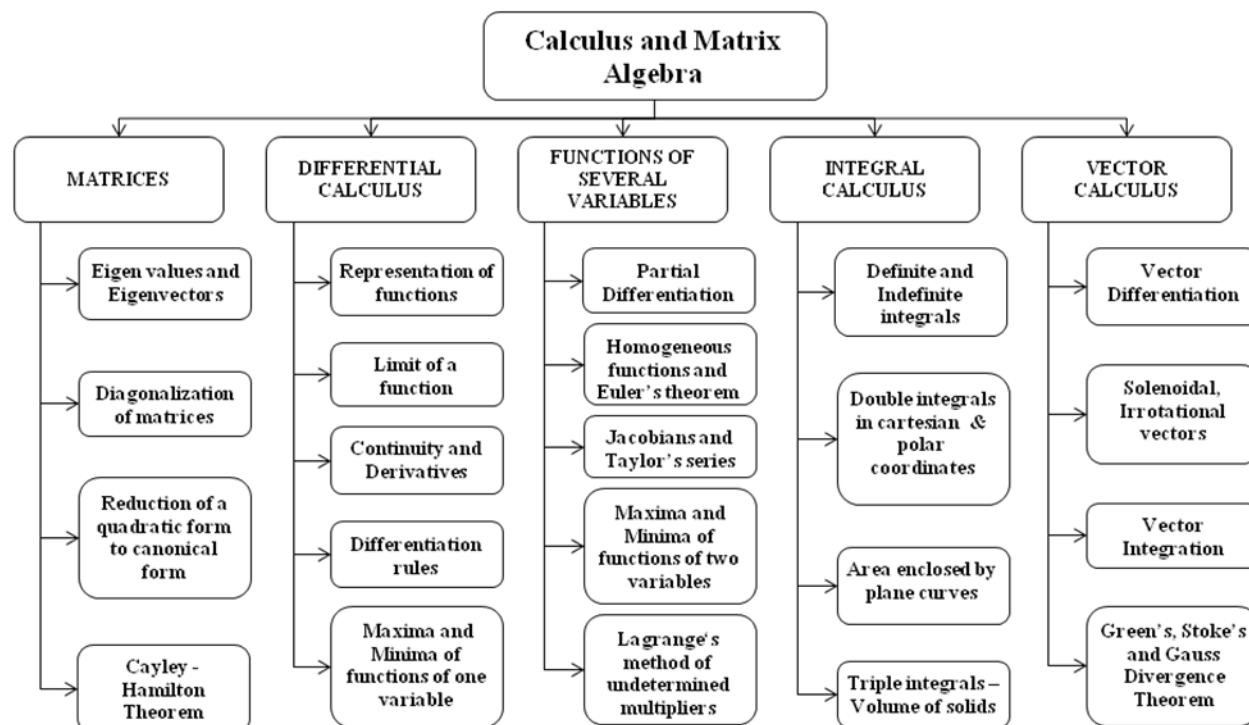 Calculus and Matrix
Algebra
MATRICES
Eigen values and
Eigenvectors
Diagonalization
of matrices
Reduction of a
quadratic form
to canonical
form
Cayley -
Hamilton
Theorem
DIFFERENTIAL
CALCULUS
Representation of
functions
Limit of a
function
Continuity and
Derivatives
Differentiation
rules
Maxima and
Minima of
functions of one
variable
FUNCTIONS OF
SEVERAL
VARIABLES
Partial
Differentiation
Homogeneous
functions and
Euler’s theorem
Jacobians and
Taylor’s series
Maxima and
Minima of
functions of two
variables
Lagrange‘s
method of
undetermined
multipliers
INTEGRAL
CALCULUS
Definite and
Indefinite
integrals
Double integrals
in cartesian &
polar
coordinates
Area enclosed by
plane curves
Triple integrals –
Volume of solids
VECTOR
CALCULUS
Vector
Differentiation
Solenoidal,
Irrotational
vectors
Vector
Integration
Green’s, Stoke’s
and Gauss
Divergence
Theorem